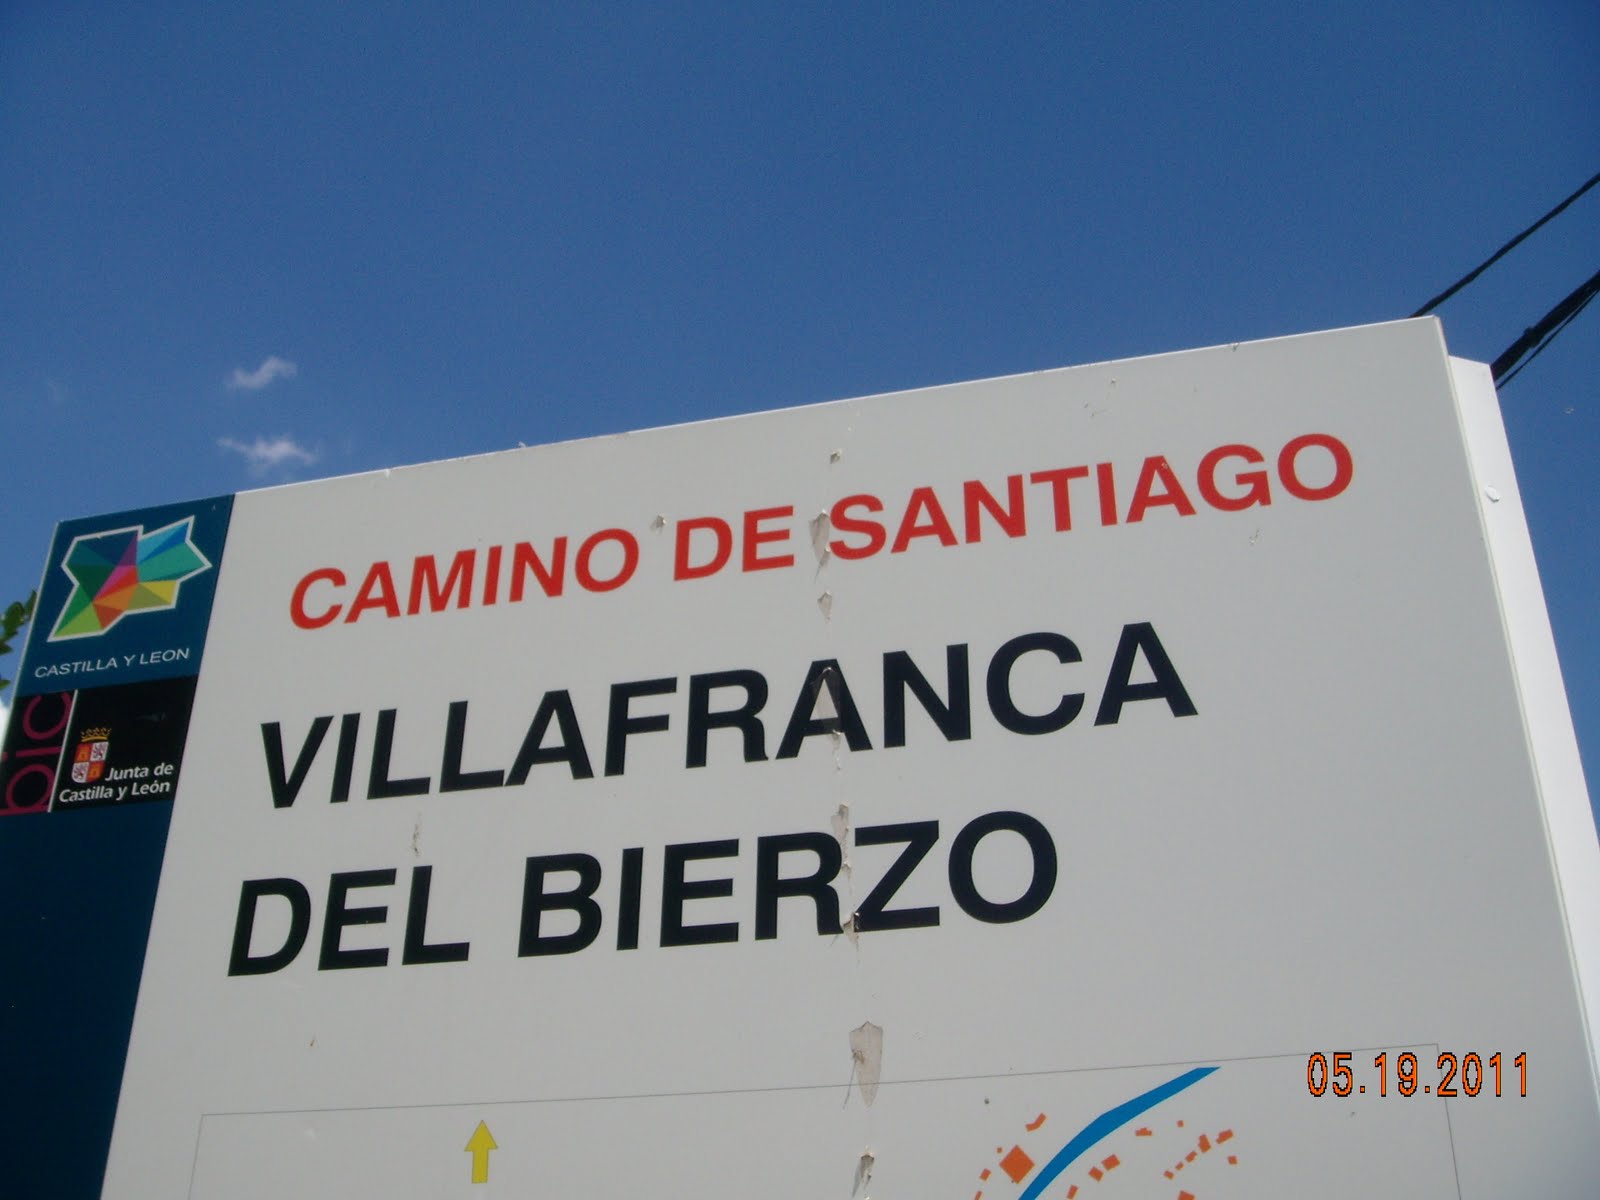 CAMINO DE SANTIAGO
VILLAFRANCA
DEL BIERZO
CASTILLA Y LEON
bic
Junta de
Castilla y León
05.19.2011